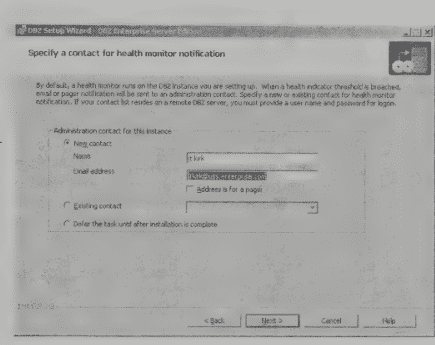 DB2 Setup Wizard - DB2 Enterprise Server Edition
Specify a contact for health monitor notification
By default, a health monitor runs on the DB2 instance you are setting up. When a health indicator threshold is breached,
email or pager notification will be sent to an administration contact. Specify a new or existing contact for health monitor
notification. If your contact list resides on a remote DB2 server, you must provide a user name and password for logon.
Administration contact for this instance
New contact
Name
jt kirk
Email address
Address is for a pager
Existing contact
Defer the task until after installation is complete
< Back
Next >
Cancel
Help